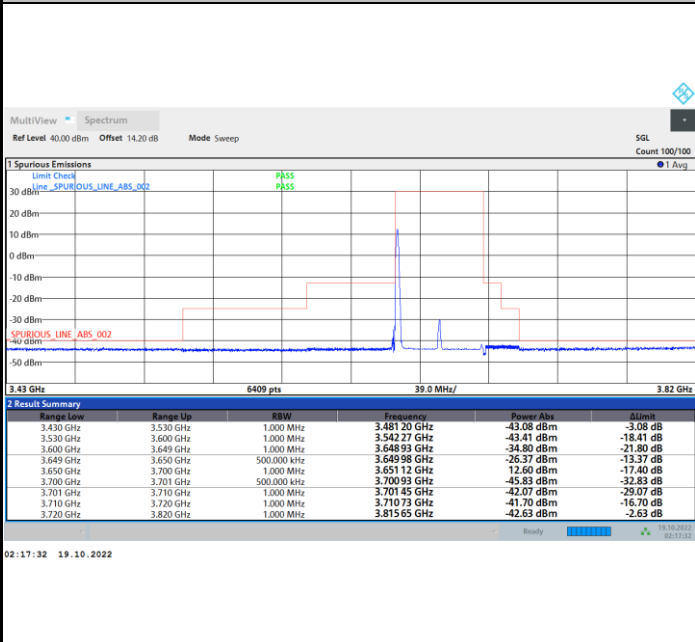 MultiView Spectrum
Ref Level 40.00 dBm Offset 14.20 dB Mode Sweep SGL
Count 100/100
1 Spurious Emissions 1 Avg
Limit Check PASS
Line _SPURIOUS_LINE_ABS_002 PASS
30 dBm
20 dBm
10 dBm
0 dBm
-10 dBm
-20 dBm
-30 dBm
_SPURIOUS_LINE_ABS_002
-40 dBm
-50 dBm
3.43 GHz 6409 pts 39.0 MHz/ 3.82 GHz
2 Result Summary
Range Low Range Up RBW Frequency Power Abs ΔLimit
3.430 GHz 3.530 GHz 1.000 MHz 3.481 20 GHz -43.08 dBm -3.08 dB
3.530 GHz 3.600 GHz 1.000 MHz 3.542 27 GHz -43.41 dBm -18.41 dB
3.600 GHz 3.649 GHz 1.000 MHz 3.648 93 GHz -34.80 dBm -21.80 dB
3.649 GHz 3.650 GHz 500.000 kHz 3.649 98 GHz -26.37 dBm -13.37 dB
3.650 GHz 3.700 GHz 1.000 MHz 3.651 12 GHz 12.60 dBm -17.40 dB
3.700 GHz 3.701 GHz 500.000 kHz 3.700 93 GHz -45.83 dBm -32.83 dB
3.701 GHz 3.710 GHz 1.000 MHz 3.701 45 GHz -42.07 dBm -29.07 dB
3.710 GHz 3.720 GHz 1.000 MHz 3.710 73 GHz -41.70 dBm -16.70 dB
3.720 GHz 3.820 GHz 1.000 MHz 3.815 65 GHz -42.63 dBm -2.63 dB
Ready 19.10.2022
02:17:32
02:17:32 19.10.2022